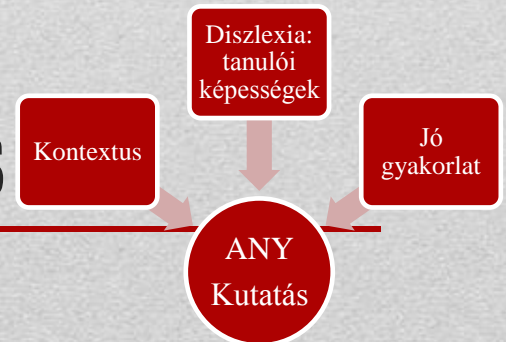 Diszlexia:
tanulói
képességek
Kontextus
Jó
gyakorlat
ANY
Kutatás